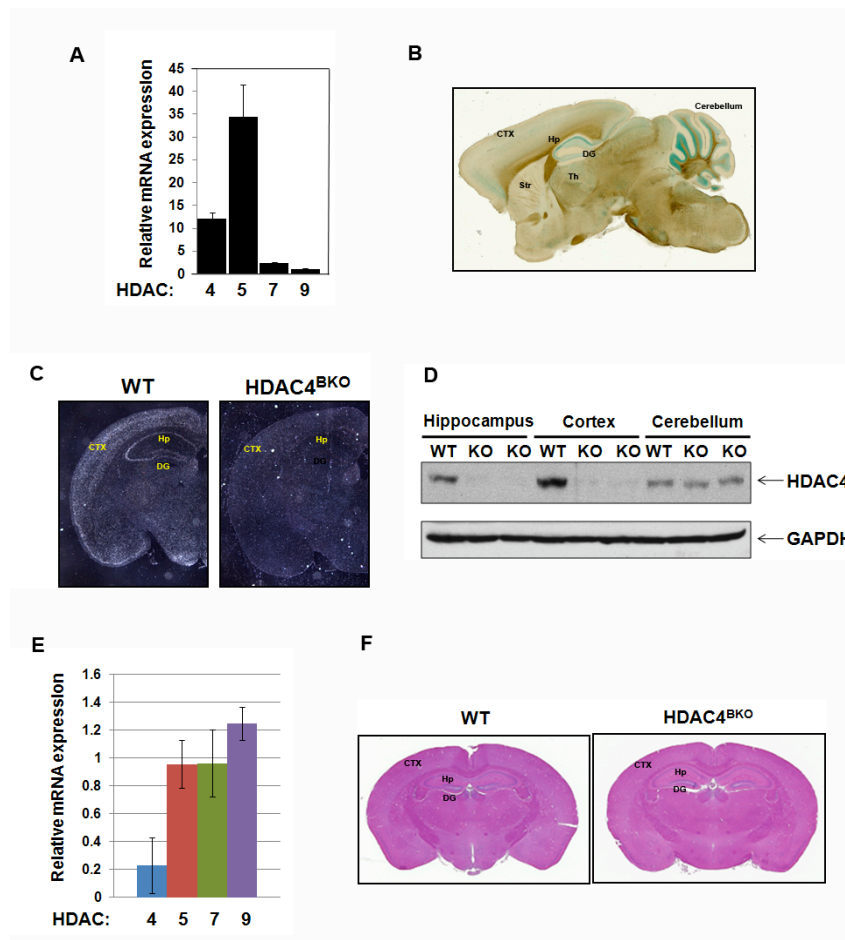 A
Relative mRNA expression
45
40
35
30
25
20
15
10
5
0
HDAC: 4 5 7 9
B
Cerebellum
CTX
Hp
DG
Str
Th
C
WT HDAC4BKO
CTX
Hp
DG
CTX
Hp
DG
D
Hippocampus Cortex Cerebellum
WT KO KO WT KO KO WT KO KO
HDAC4
GAPDH
E
Relative mRNA expression
1.6
1.4
1.2
1
0.8
0.6
0.4
0.2
0
HDAC: 4 5 7 9
F
WT HDAC4BKO
CTX
Hp
DG
CTX
Hp
DG